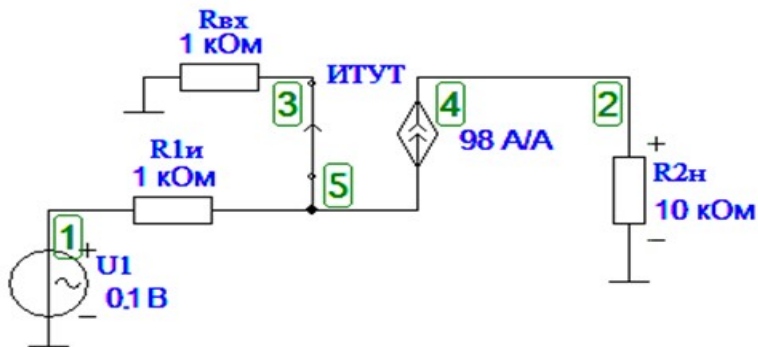 Rвх
1 кОм
ИТУТ
3
4
2
98 А/А
R1и
1 кОм
5
R2н
10 кОм
+
−
1
+
U1
0.1 В
−